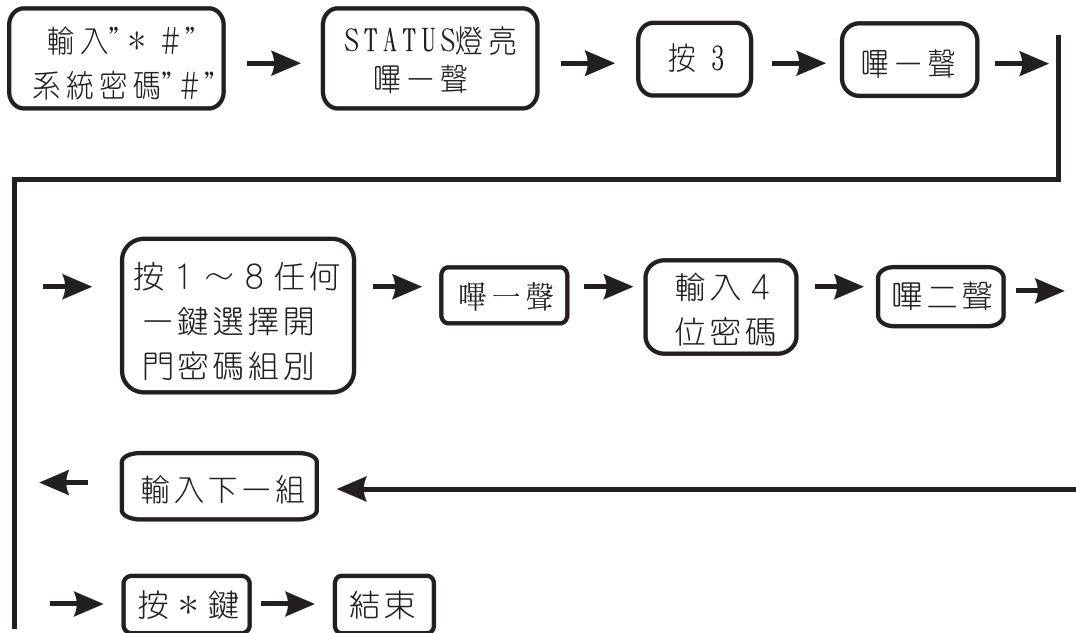 輸入”* #”
系統密碼”#”
STATUS燈亮
嗶一聲
按 3
嗶一聲
按 1～8 任何
一鍵選擇開
門密碼組別
嗶一聲
輸入 4
位密碼
嗶二聲
輸入下一組
按 * 鍵
結束